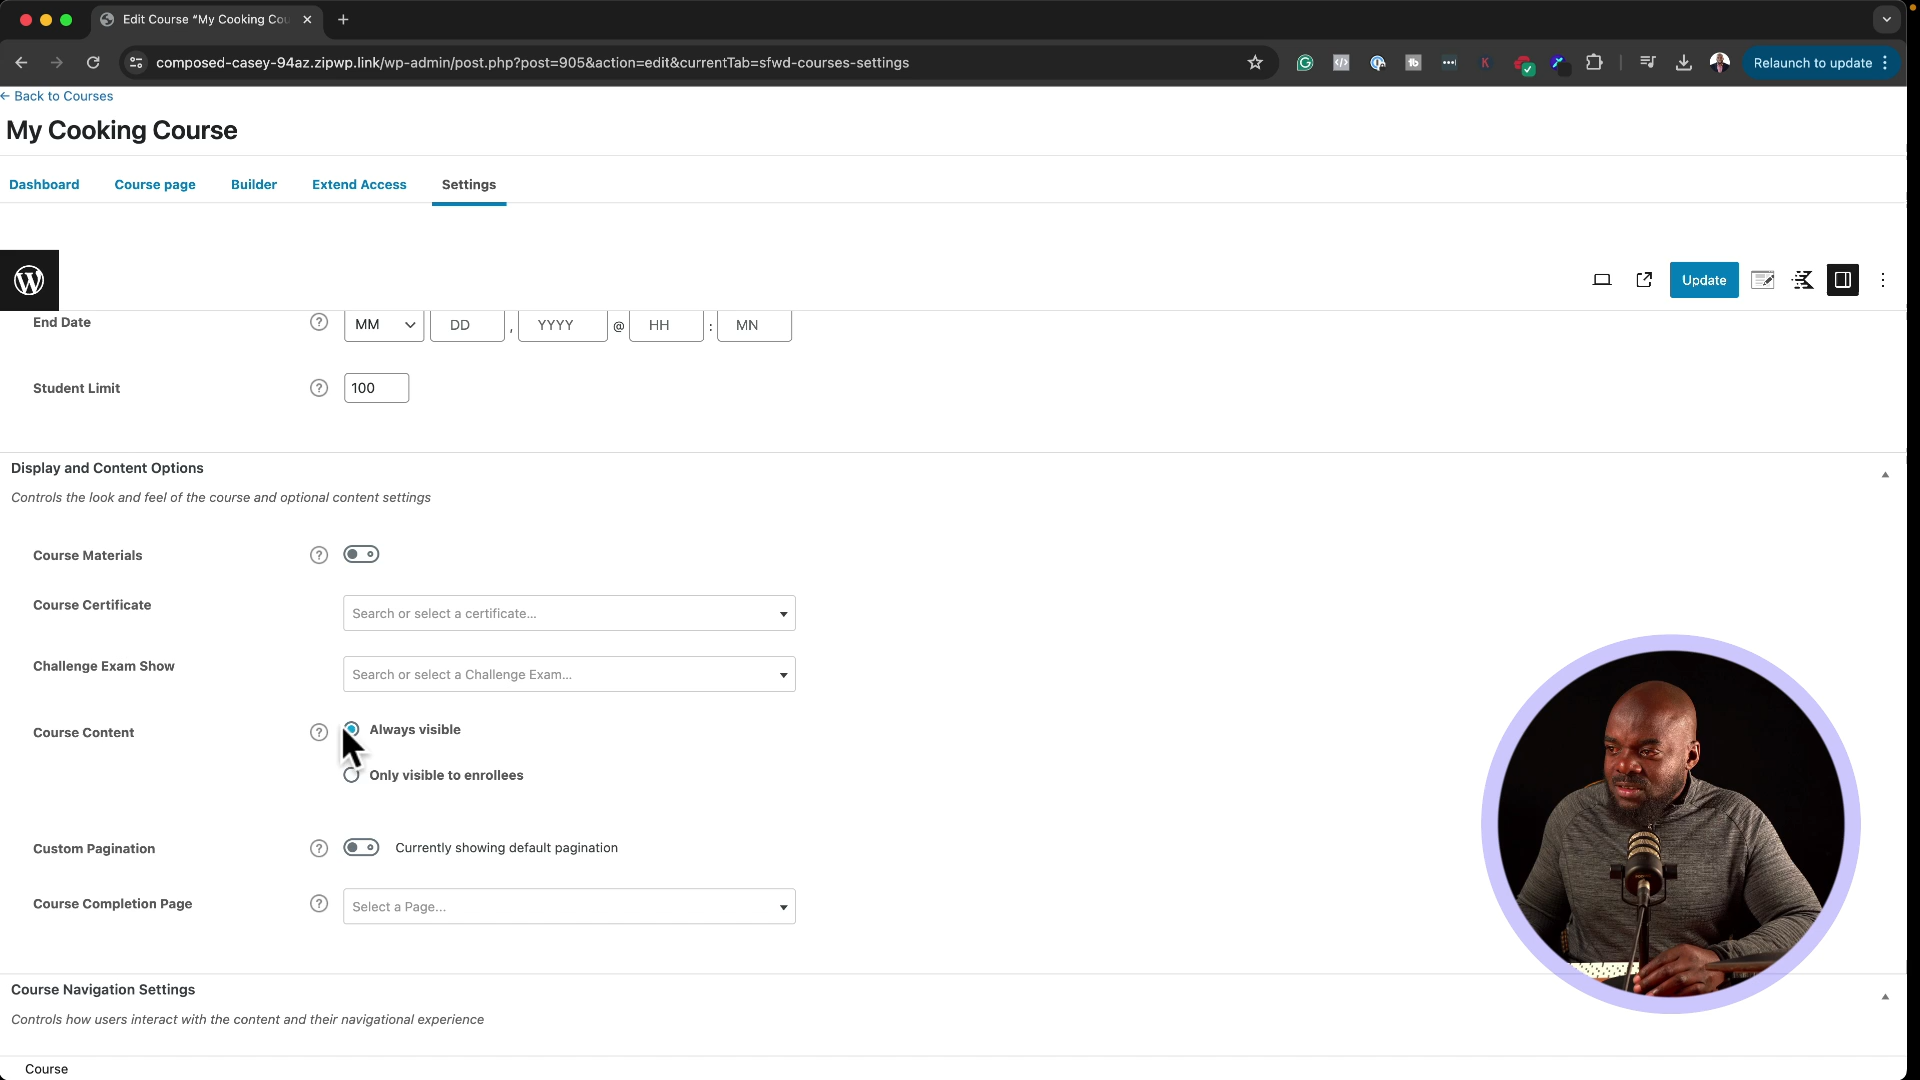 Edit Course "My Cooking Cou
composed-casey-94az.zipwp.link/wp-admin/post.php?post=905&action=edit&currentTab=sfwd-courses-settings
Relaunch to update
← Back to Courses
My Cooking Course
Dashboard
Course page
Builder
Extend Access
Settings
Update
End Date
MM
DD
,
YYYY
@
HH
:
MN
Student Limit
100
Display and Content Options
Controls the look and feel of the course and optional content settings
Course Materials
Course Certificate
Search or select a certificate...
Challenge Exam Show
Search or select a Challenge Exam...
Course Content
Always visible
Only visible to enrollees
Custom Pagination
Currently showing default pagination
Course Completion Page
Select a Page...
Course Navigation Settings
Controls how users interact with the content and their navigational experience
Course